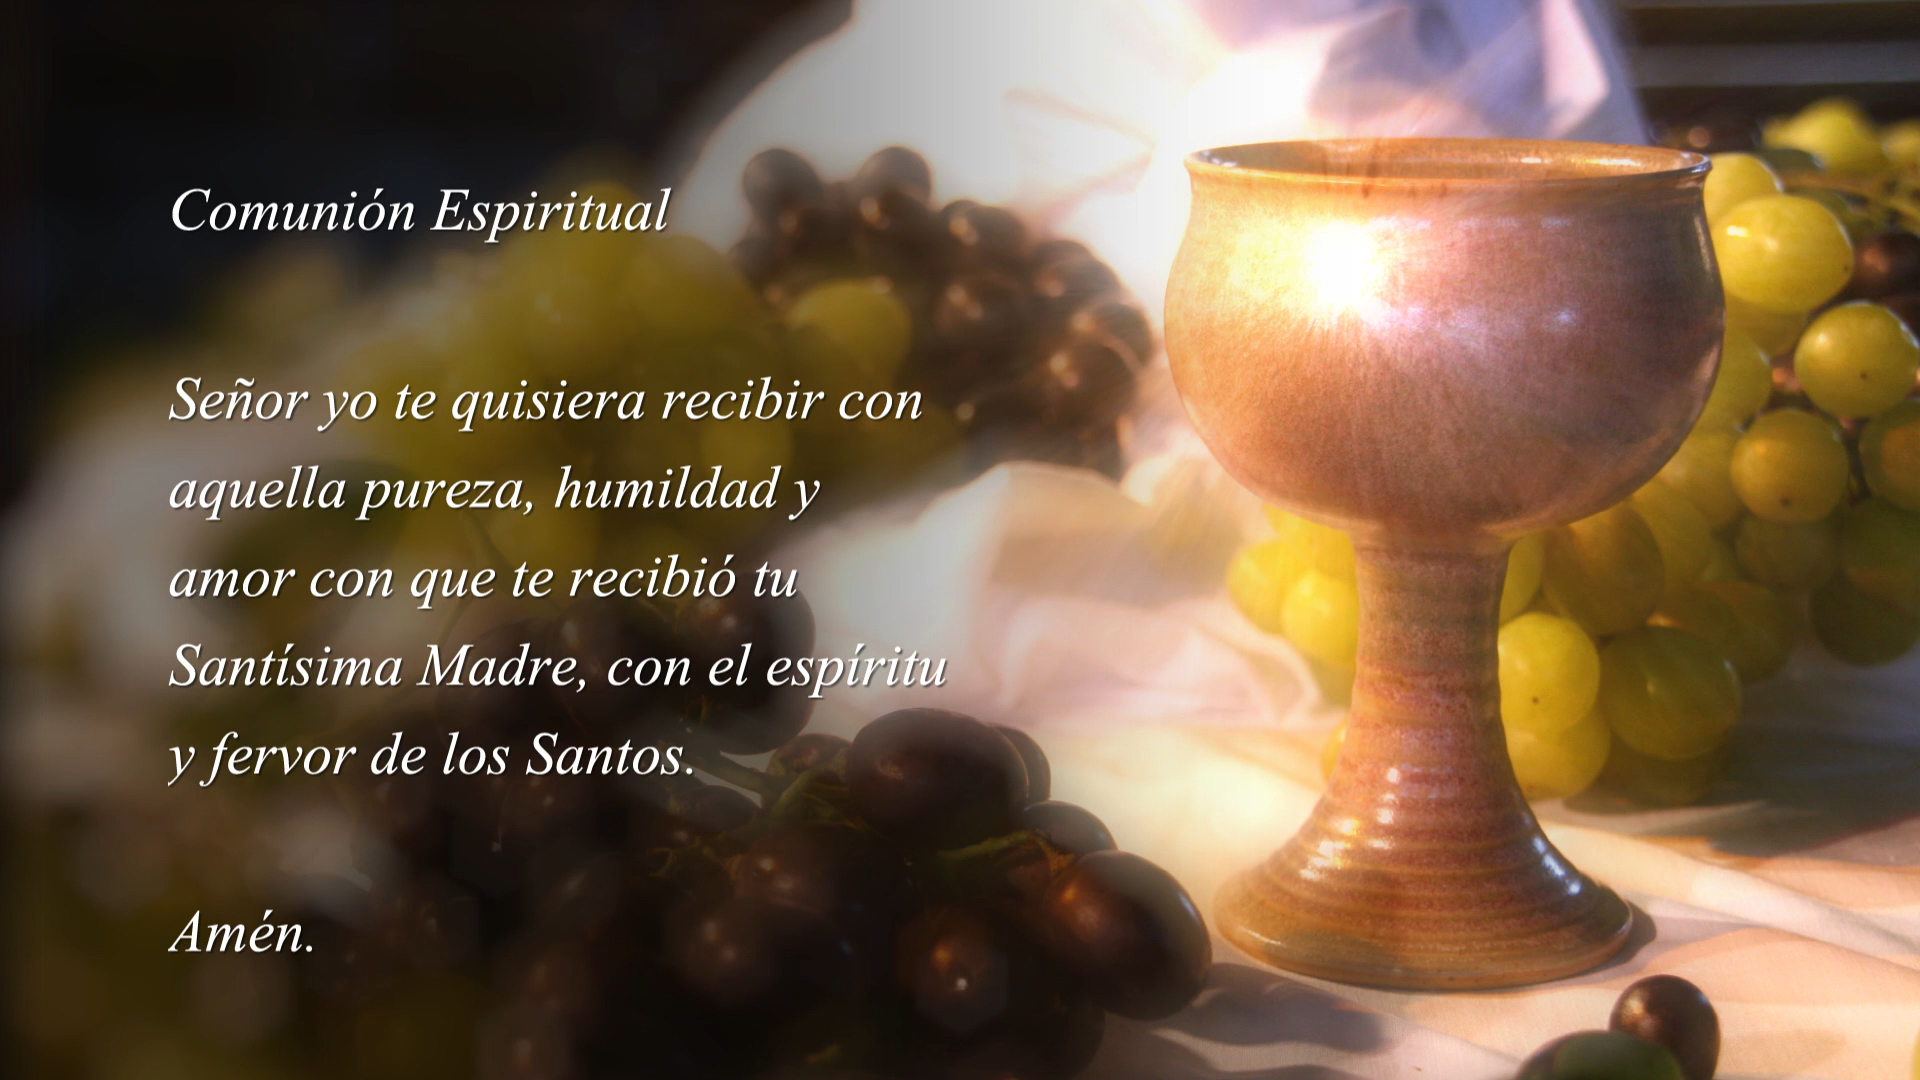 Comunión Espiritual
Señor yo te quisiera recibir con
aquella pureza, humildad y
amor con que te recibió tu
Santísima Madre, con el espíritu
y fervor de los Santos.
Amén.